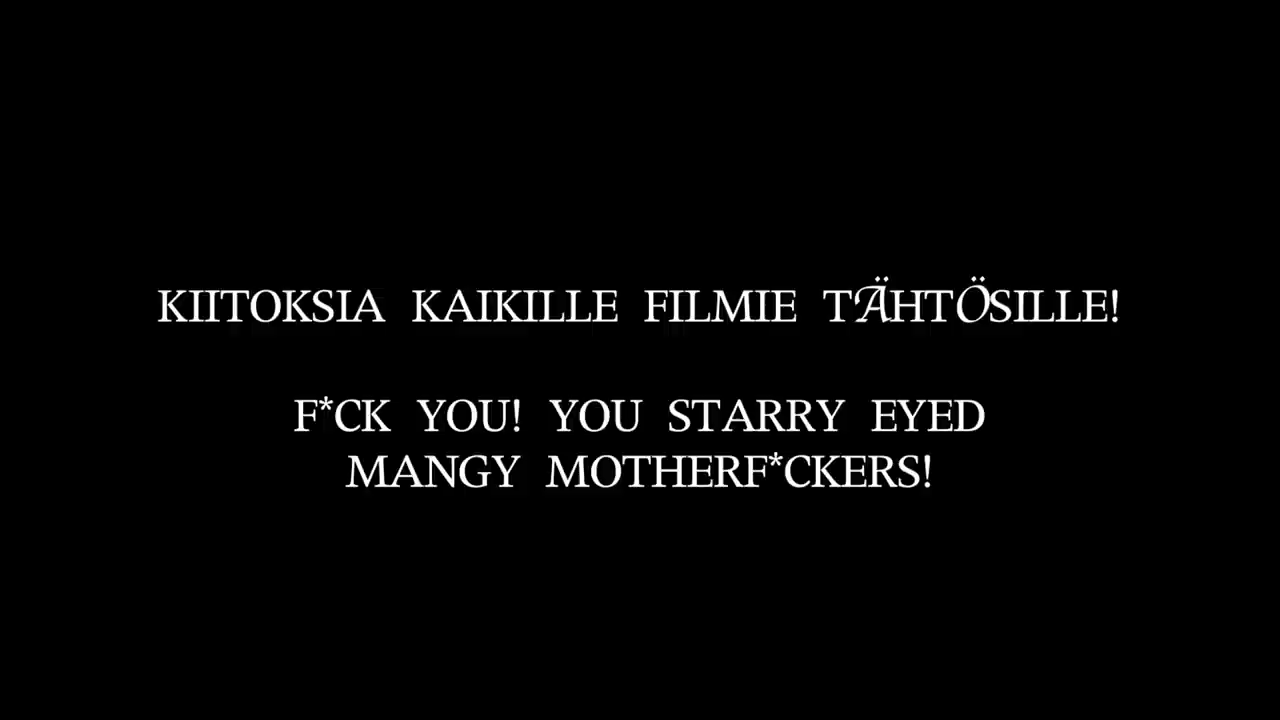 KIITOKSIA KAIKILLE FILMIE TÄHTÖSILLE!
F*CK YOU! YOU STARRY EYED
MANGY MOTHERF*CKERS!